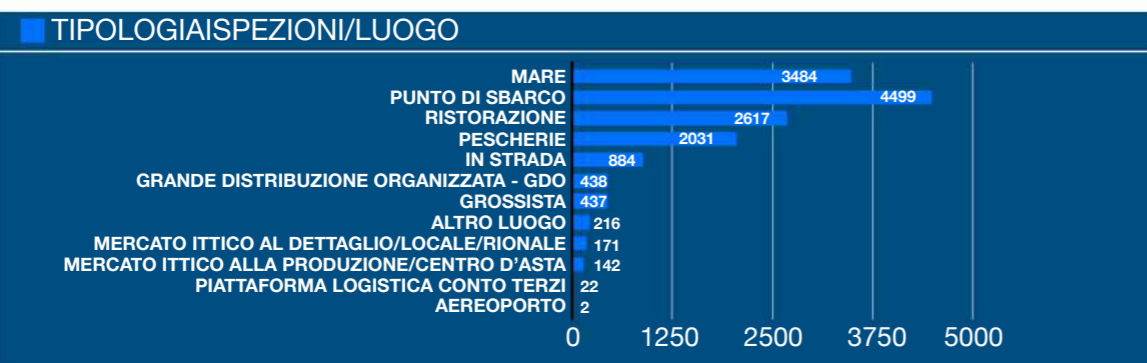 TIPOLOGIAISPEZIONI/LUOGO
MARE 3484
PUNTO DI SBARCO 4499
RISTORAZIONE 2617
PESCHERIE 2031
IN STRADA 884
GRANDE DISTRIBUZIONE ORGANIZZATA - GDO 438
GROSSISTA 437
ALTRO LUOGO 216
MERCATO ITTICO AL DETTAGLIO/LOCALE/RIONALE 171
MERCATO ITTICO ALLA PRODUZIONE/CENTRO D'ASTA 142
PIATTAFORMA LOGISTICA CONTO TERZI 22
AEREOPORTO 2
0 1250 2500 3750 5000